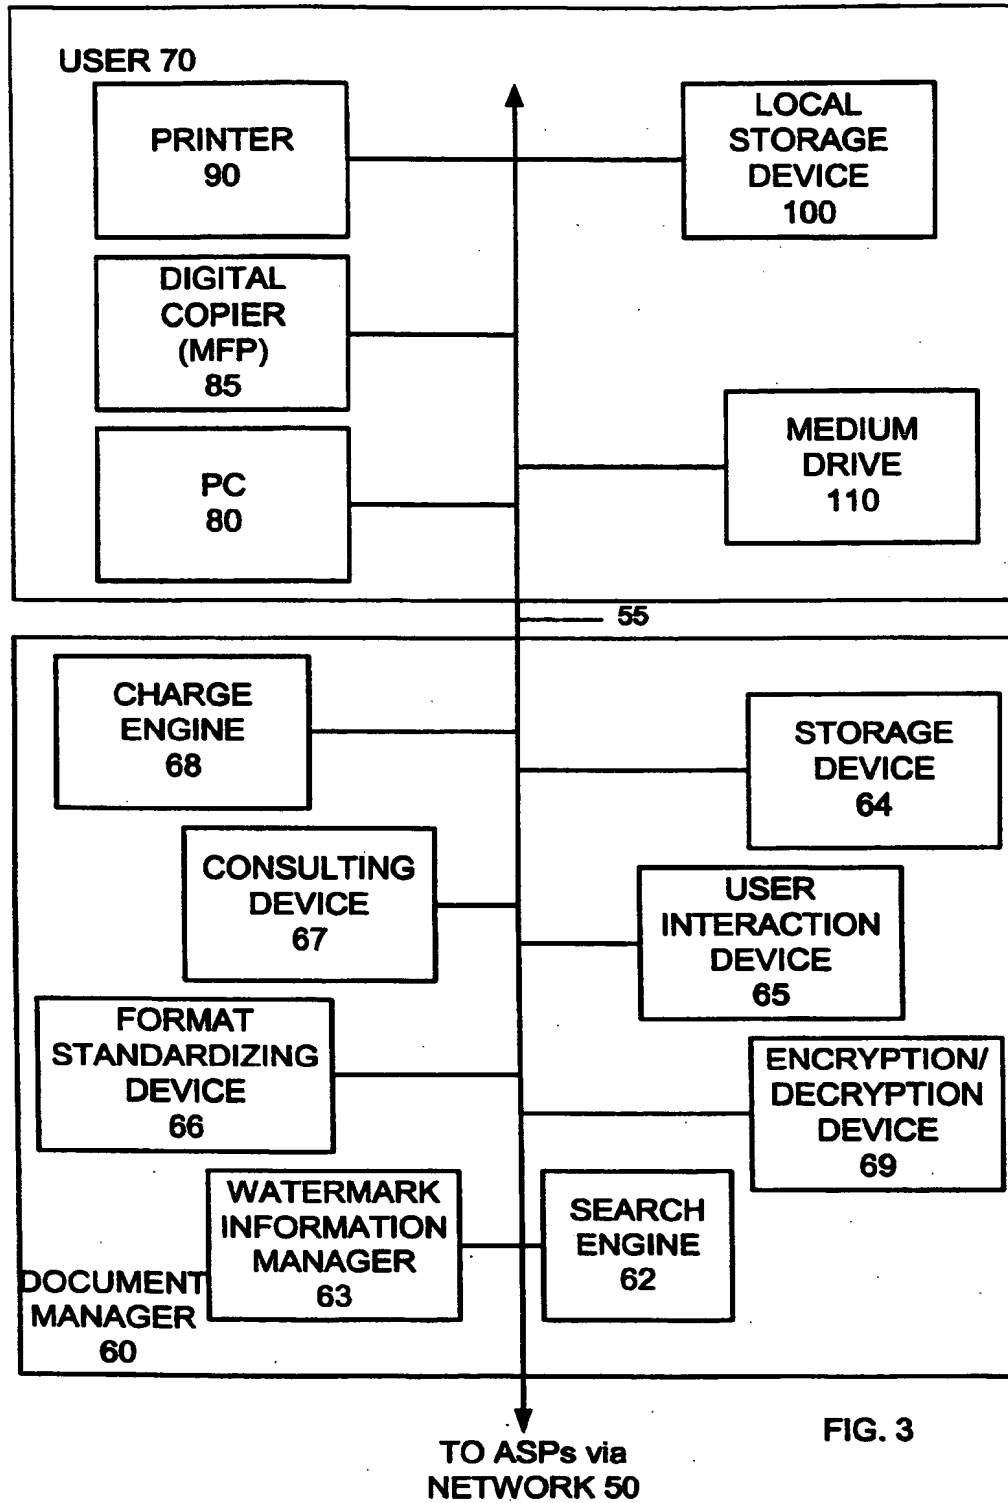 USER 70
PRINTER
90
LOCAL
STORAGE
DEVICE
100
DIGITAL
COPIER
(MFP)
85
MEDIUM
DRIVE
110
PC
80
55
CHARGE
ENGINE
68
STORAGE
DEVICE
64
CONSULTING
DEVICE
67
USER
INTERACTION
DEVICE
65
FORMAT
STANDARDIZING
DEVICE
66
ENCRYPTION/
DECRYPTION
DEVICE
69
WATERMARK
INFORMATION
MANAGER
63
SEARCH
ENGINE
62
DOCUMENT
MANAGER
60
FIG. 3
TO ASPs via
NETWORK 50